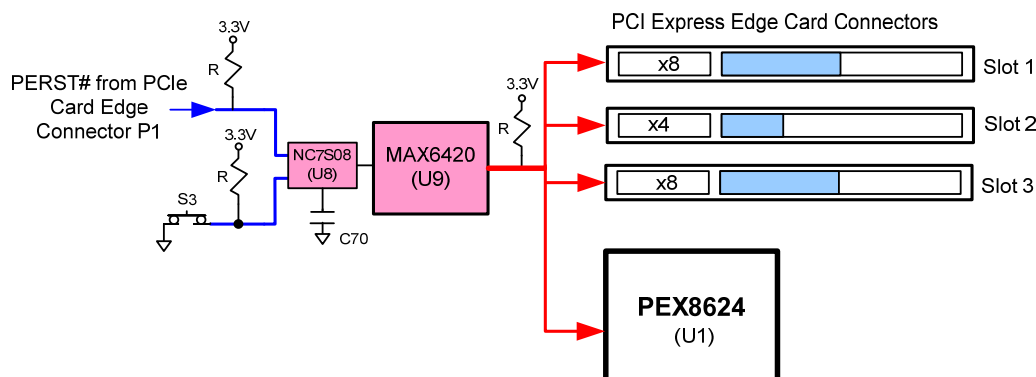 PCI Express Edge Card Connectors
3.3V
R
PERST# from PCIe
Card Edge
Connector P1
3.3V
R
S3
NC7S08
(U8)
C70
MAX6420
(U9)
3.3V
R
x8
Slot 1
x4
Slot 2
x8
Slot 3
PEX8624
(U1)